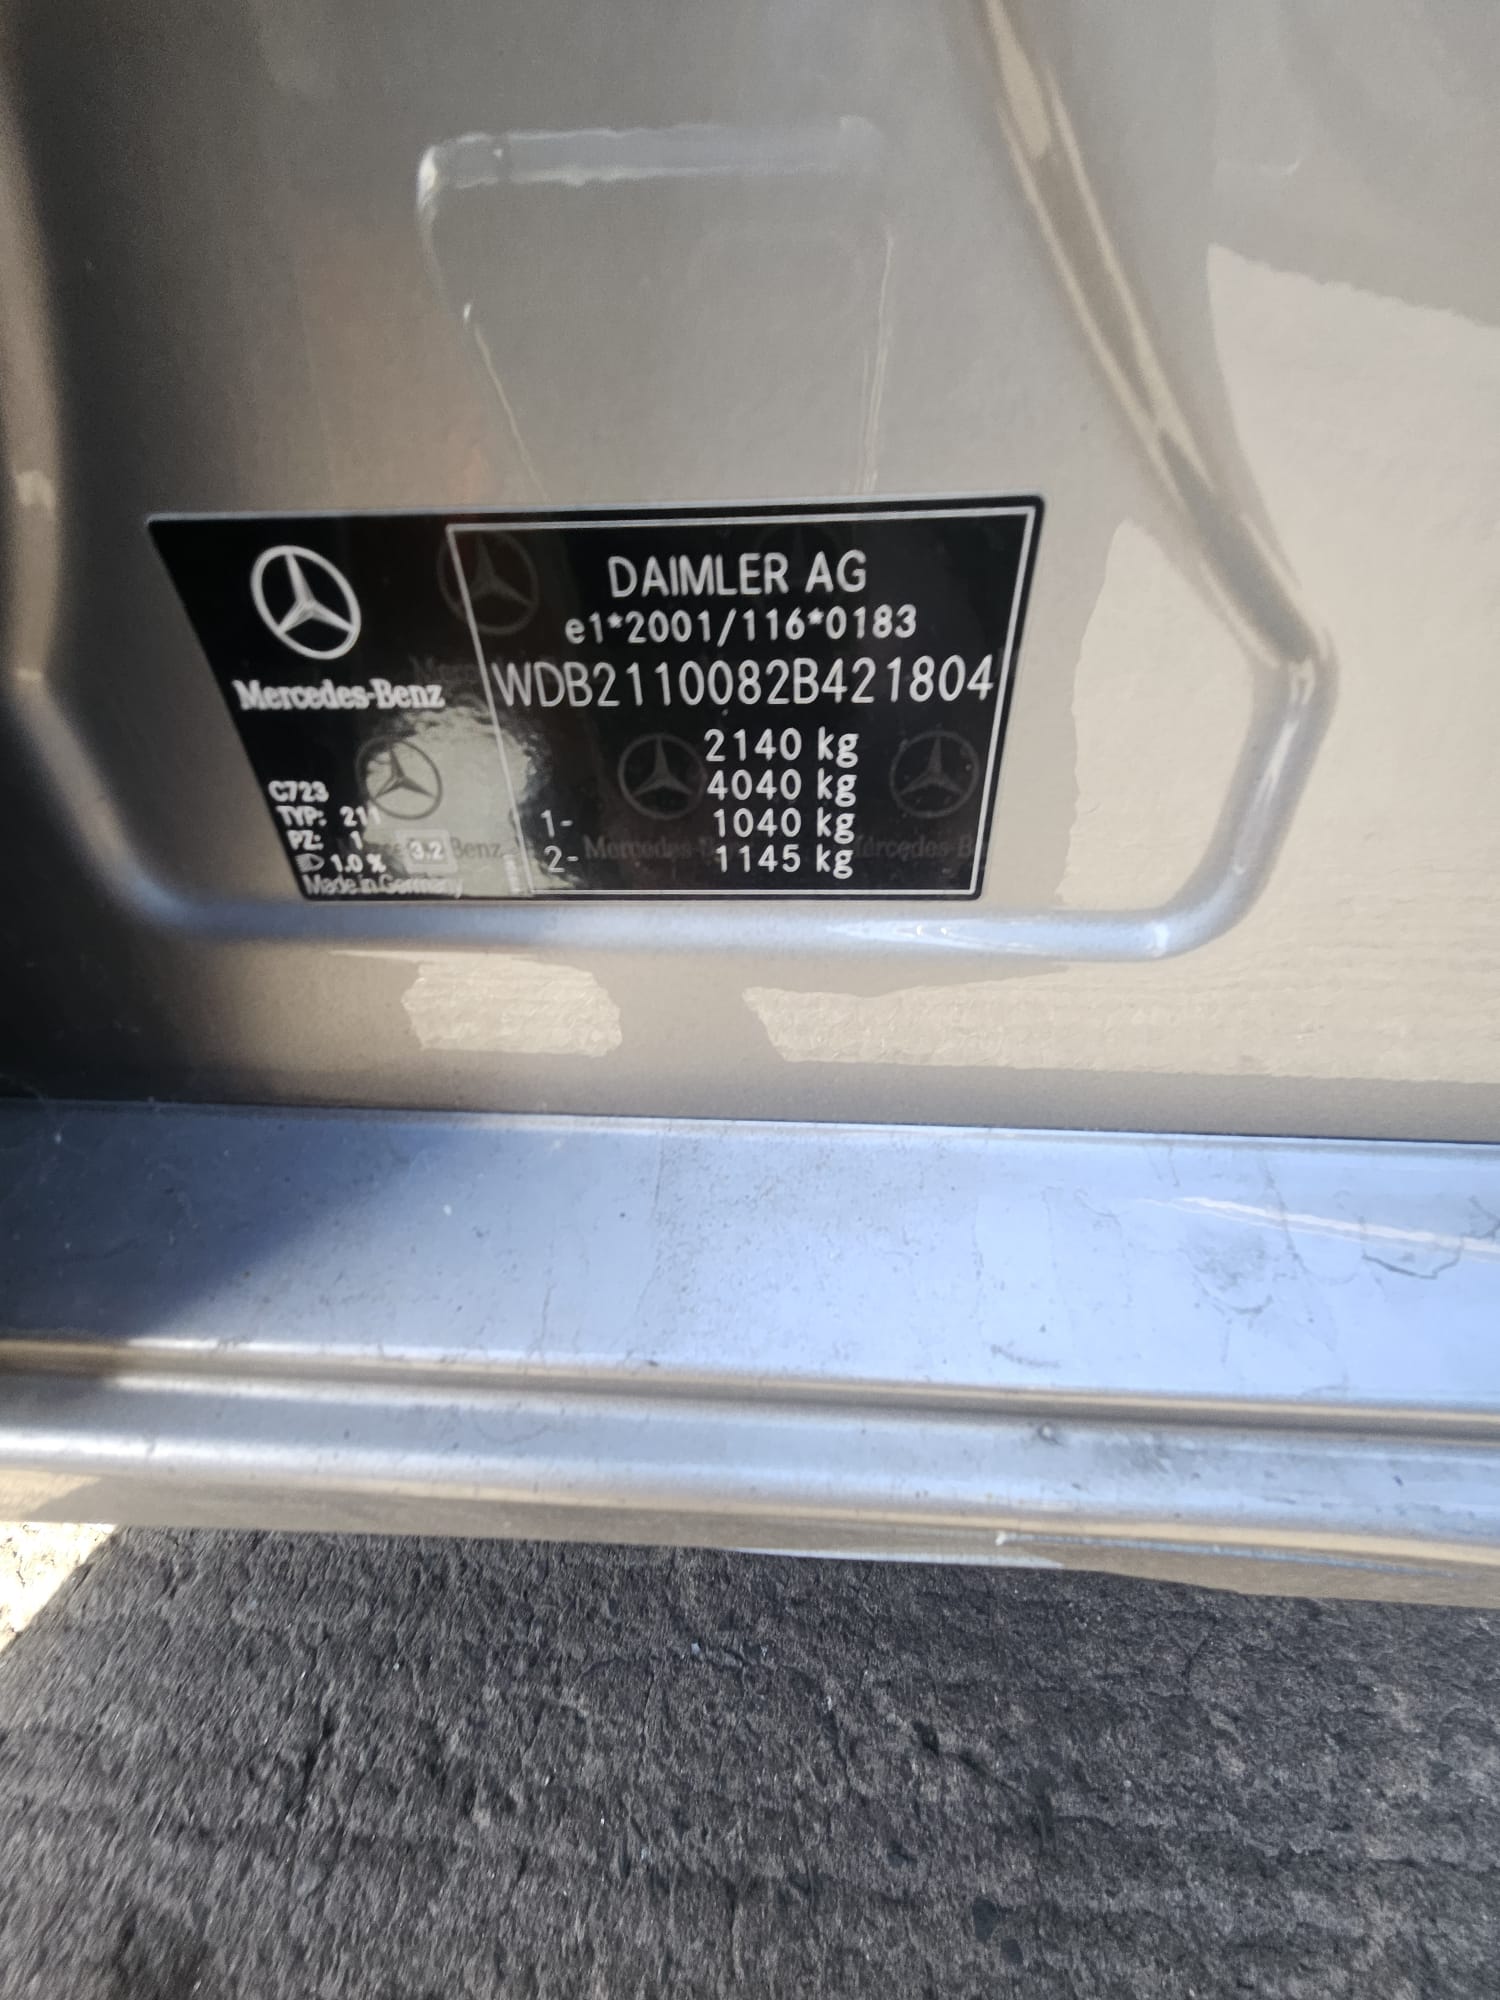 DAIMLER AG
e1*2001/116*0183
WDB2110082B421804
2140 kg
4040 kg
1- 1040 kg
2- 1145 kg
Mercedes-Benz
C723
TYP: 211
PZ: 1
1.0 % 3.2
Made in Germany